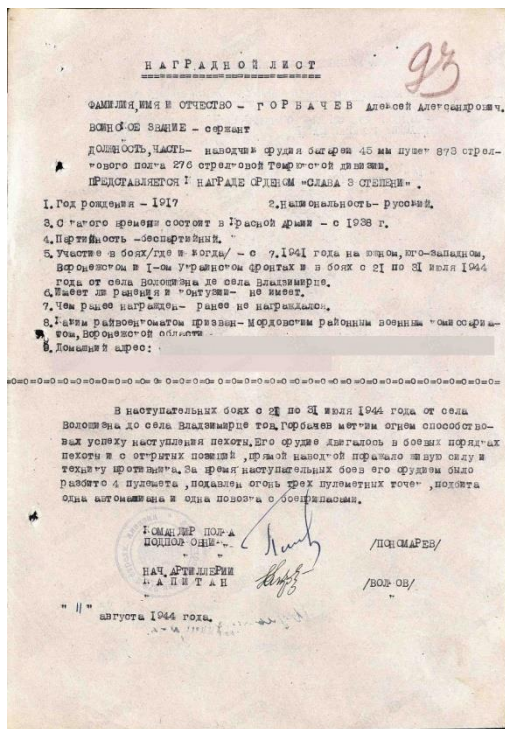 93
НАГРАДНОЙ ЛИСТ
ФАМИЛИЯ,ИМЯ И ОТЧЕСТВО - ГОРБАЧЕВ Алексей Александрович.
ВОИНСКОЕ ЗВАНИЕ - сержант
ДОЛЖНОСТЬ,ЧАСТЬ- наводчик орудия батареи 45 мм пушек 873 стрел-
кового полка 276 стрелковой Темрюкской дивизии.
ПРЕДСТАВЛЯЕТСЯ К НАГРАДЕ ОРДЕНОМ "СЛАВА 3 СТЕПЕНИ".
1. Год рождения - 1917 2. Национальность- русский.
3. С какого времени состоит в Красной Армии - с 1938 г.
4. Партийность -беспартийный.
5. Участие в боях/где и когда/ - с 7.1941 года на южном, юго-западном,
Воронежском и I-ом Украинском фронтах и в боях с 21 по 31 июля 1944
года от села Волошизна де села Владзимирце.
6. Имеет ли ранения и контузии- не имеет.
7. Чем ранее награжден- ранее не награждался.
8. Каким райвоенкоматом призван- Мордовским районным военным комиссариа-
том, Воронежской области
9. Домашний адрес:
=о=о=о=о=о=о=о=о=о=о=о=о=о=о=о=о=о=о=о=о=о=о=о=о=о=о=о=о=о=о=о=
В наступательных боях с 21 по 31 июля 1944 года от села
Волошизна до села Владзимирце тов. Горбачев метким огнем способство-
вал успеху наступления пехоты. Его орудие двигалось в боевых порядках
пехоты и с открытых позиций ,прямой наводкой поражало живую силу и
технику противника. За время наступательных боев его орудием было
разбито 4 пулемета ,подавлен огонь трех пулеметных точек ,подбита
одна автомашина и одна повозка с боеприпасами.
КОМАНДИР ПОЛКА
ПОДПОЛКОВНИК- /ПОНОМАРЕВ/
НАЧ. АРТИЛЛЕРИИ
КАПИТАН /ВОЛКОВ/
"11" августа 1944 года.